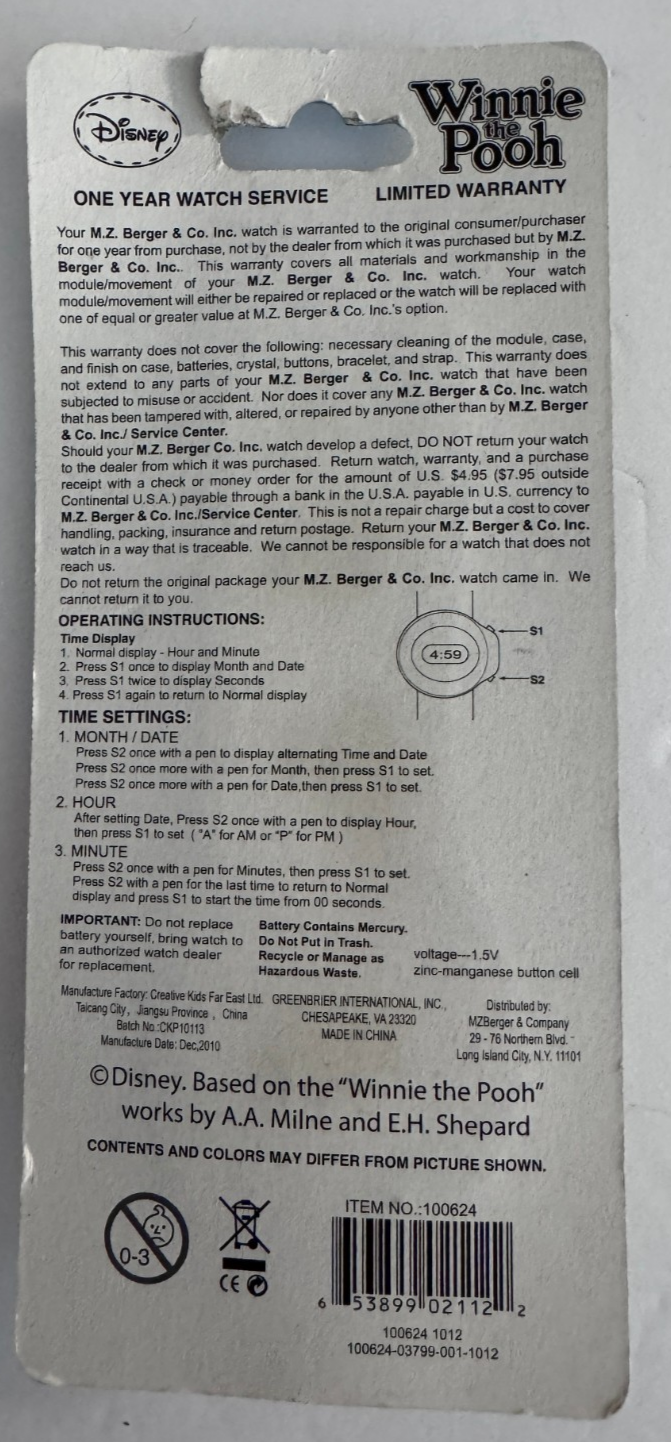 Disney
Winnie
the
Pooh
ONE YEAR WATCH SERVICE LIMITED WARRANTY
Your M.Z. Berger & Co. Inc. watch is warranted to the original consumer/purchaser
for one year from purchase, not by the dealer from which it was purchased but by M.Z.
Berger & Co. Inc.. This warranty covers all materials and workmanship in the
module/movement of your M.Z. Berger & Co. Inc. watch. Your watch
module/movement will either be repaired or replaced or the watch will be replaced with
one of equal or greater value at M.Z. Berger & Co. Inc.'s option.
This warranty does not cover the following: necessary cleaning of the module, case,
and finish on case, batteries, crystal, buttons, bracelet, and strap. This warranty does
not extend to any parts of your M.Z. Berger & Co. Inc. watch that have been
subjected to misuse or accident. Nor does it cover any M.Z. Berger & Co. Inc. watch
that has been tampered with, altered, or repaired by anyone other than by M.Z. Berger
& Co. Inc./ Service Center.
Should your M.Z. Berger Co. Inc. watch develop a defect, DO NOT return your watch
to the dealer from which it was purchased. Return watch, warranty, and a purchase
receipt with a check or money order for the amount of U.S. $4.95 ($7.95 outside
Continental U.S.A.) payable through a bank in the U.S.A. payable in U.S. currency to
M.Z. Berger & Co. Inc./Service Center. This is not a repair charge but a cost to cover
handling, packing, insurance and return postage. Return your M.Z. Berger & Co. Inc.
watch in a way that is traceable. We cannot be responsible for a watch that does not
reach us.
Do not return the original package your M.Z. Berger & Co. Inc. watch came in. We
cannot return it to you.
OPERATING INSTRUCTIONS:
Time Display
1. Normal display - Hour and Minute
2. Press S1 once to display Month and Date
3. Press S1 twice to display Seconds
4. Press S1 again to return to Normal display
S1
4:59
S2
TIME SETTINGS:
1. MONTH / DATE
Press S2 once with a pen to display alternating Time and Date
Press S2 once more with a pen for Month, then press S1 to set.
Press S2 once more with a pen for Date,then press S1 to set.
2. HOUR
After setting Date, Press S2 once with a pen to display Hour,
then press S1 to set ( "A" for AM or "P" for PM )
3. MINUTE
Press S2 once with a pen for Minutes, then press S1 to set.
Press S2 with a pen for the last time to return to Normal
display and press S1 to start the time from 00 seconds.
IMPORTANT: Do not replace
battery yourself, bring watch to
an authorized watch dealer
for replacement.
Battery Contains Mercury.
Do Not Put in Trash.
Recycle or Manage as
Hazardous Waste.
voltage---1.5V
zinc-manganese button cell
Manufacture Factory: Creative Kids Far East Ltd.
Taicang City, Jiangsu Province, China
Batch No.:CKP10113
Manufacture Date: Dec,2010
GREENBRIER INTERNATIONAL, INC.,
CHESAPEAKE, VA 23320
MADE IN CHINA
Distributed by:
MZBerger & Company
29 - 76 Northern Blvd. -
Long Island City, N.Y. 11101
©Disney. Based on the "Winnie the Pooh"
works by A.A. Milne and E.H. Shepard
CONTENTS AND COLORS MAY DIFFER FROM PICTURE SHOWN.
0-3
CE
ITEM NO.:100624
6 53899 02112 2
100624 1012
100624-03799-001-1012